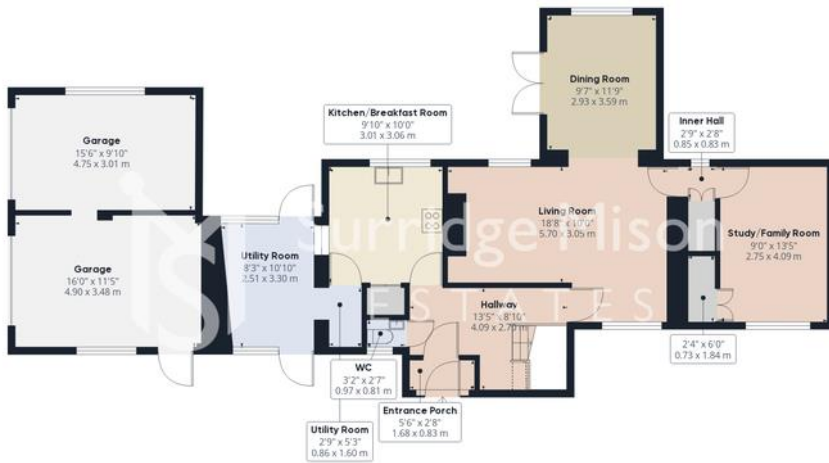 Dining Room
9'7" x 11'9"
2.93 x 3.59 m
Kitchen/Breakfast Room
9'10" x 10'0"
3.01 x 3.06 m
Inner Hall
2'9" x 2'8"
0.85 x 0.83 m
Garage
15'6" x 9'10"
4.75 x 3.01 m
Living Room
18'8" x 10'0"
5.70 x 3.05 m
Study/Family Room
9'0" x 13'5"
2.75 x 4.09 m
Surridge Mison
ESTATES
Utility Room
8'3" x 10'10"
2.51 x 3.30 m
Garage
16'0" x 11'5"
4.90 x 3.48 m
Hallway
13'5" x 8'10"
4.09 x 2.70 m
2'4" x 6'0"
0.73 x 1.84 m
WC
3'2" x 2'7"
0.97 x 0.81 m
Entrance Porch
5'6" x 2'8"
1.68 x 0.83 m
Utility Room
2'9" x 5'3"
0.86 x 1.60 m